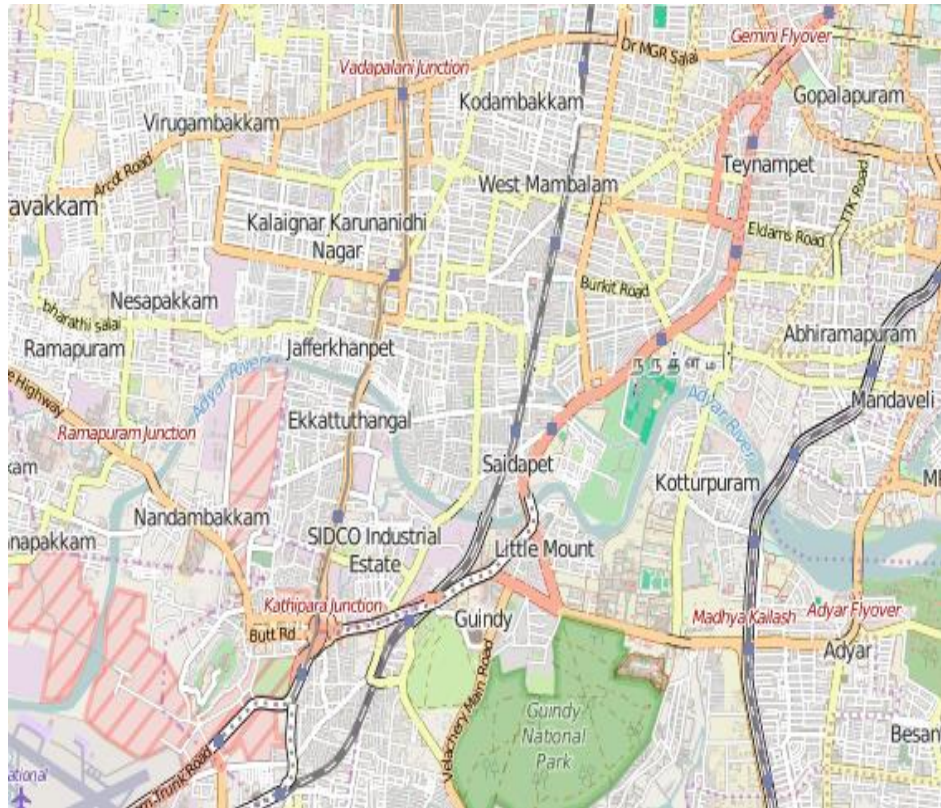 Gemini Flyover
Dr MGR Salai
Vadapalani Junction
Kodambakkam
Gopalapuram
Virugambakkam
Arcot Road
Teynampet
TTK Road
West Mambalam
avakkam
Kalaignar Karunanidhi
Nagar
Eldams Road
Nesapakkam
Burkit Road
bharathi salai
Ramapuram
Jafferkhanpet
Abhiramapuram
Adyar River
e Highway
Ekkattuthangal
Adyar River
Mandaveli
Ramapuram Junction
kam
Saidapet
Kotturpuram
Nandambakkam
anapakkam
SIDCO Industrial
Estate
Little Mount
Kathipara Junction
Guindy
Madhya Kailash
Adyar Flyover
Butt Rd
Adyar
Velachery Main Road
Guindy
National
Park
Besan
-Trunk Road
ational